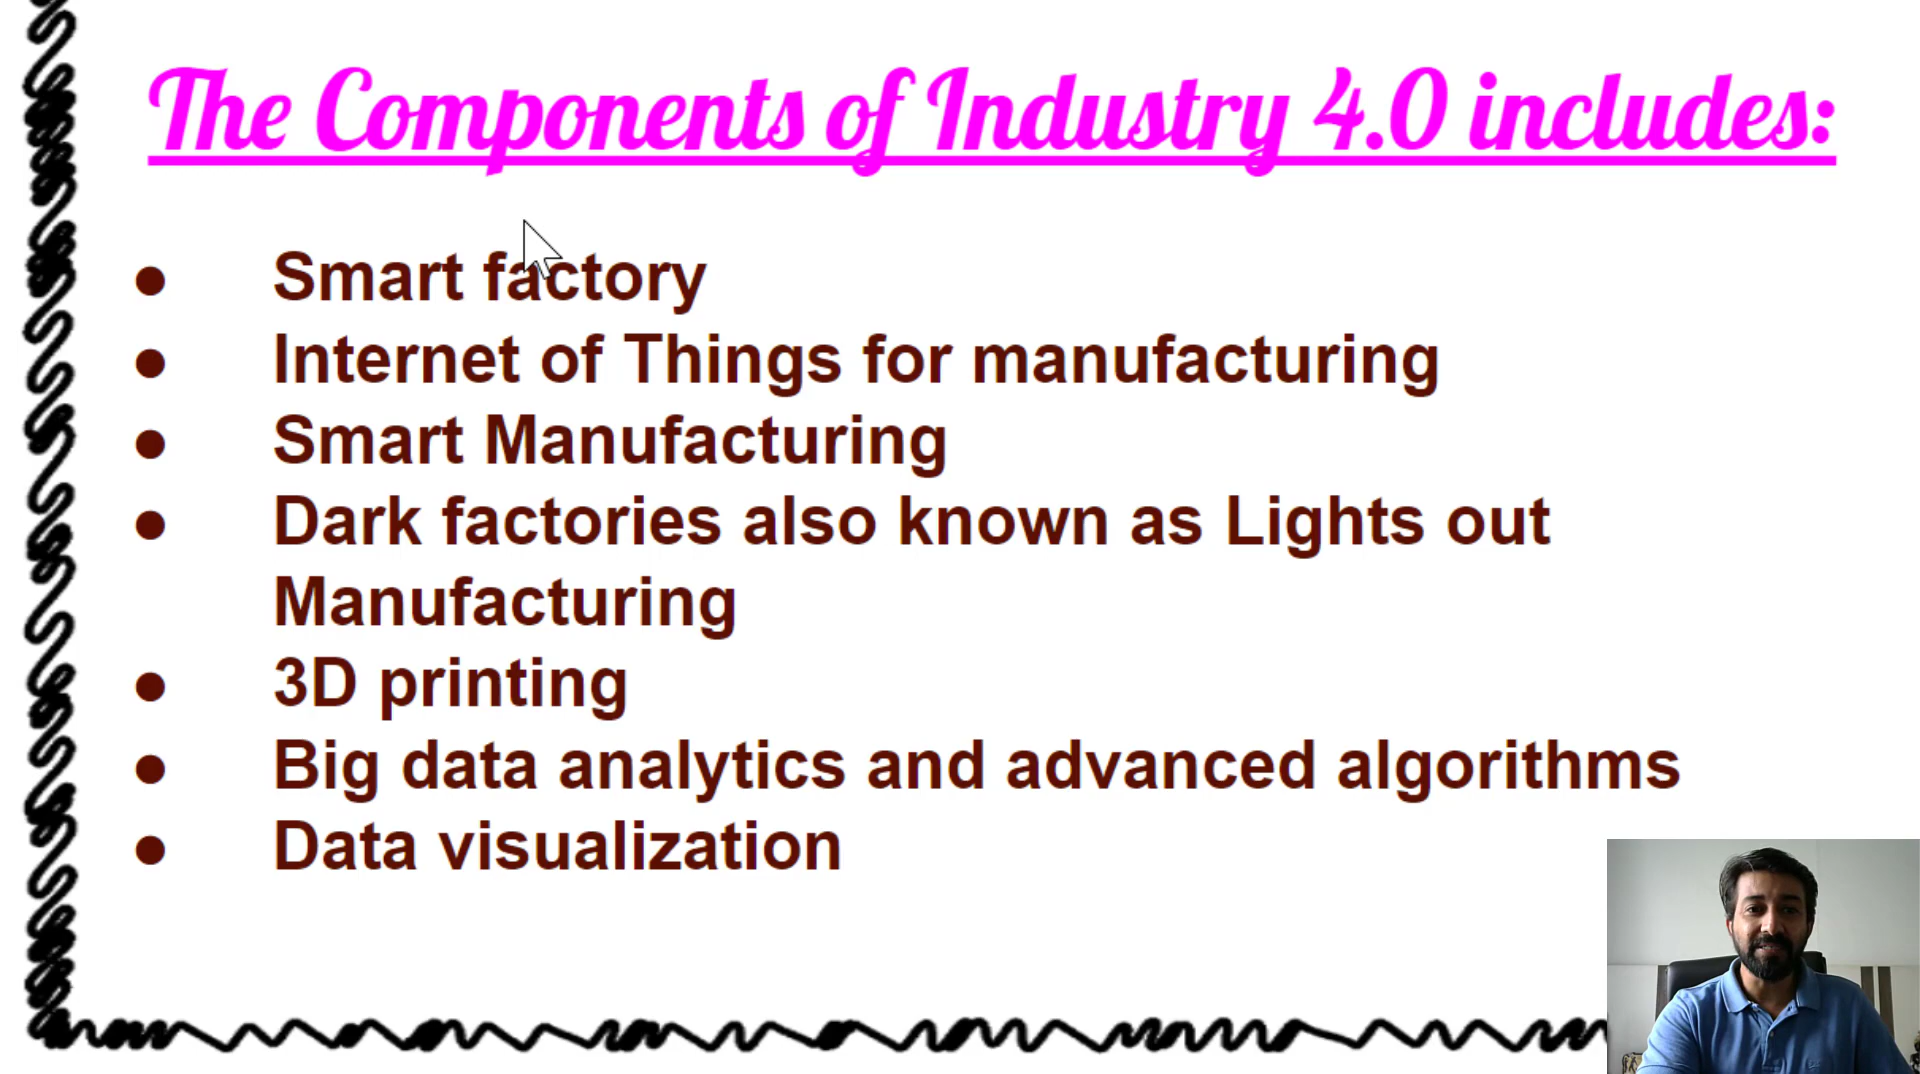 The Components of Industry 4.0 includes:
● Smart factory
● Internet of Things for manufacturing
● Smart Manufacturing
● Dark factories also known as Lights out
Manufacturing
● 3D printing
● Big data analytics and advanced algorithms
● Data visualization